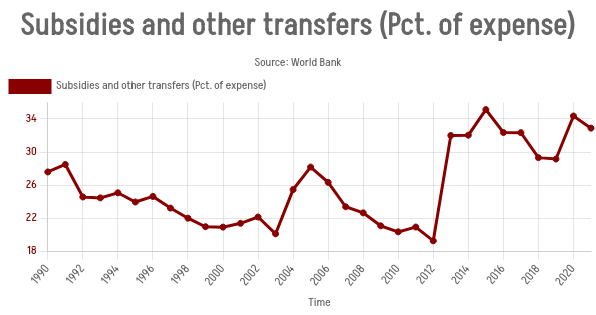 Subsidies and other transfers (Pct. of expense)
Source: World Bank
Subsidies and other transfers (Pct. of expense)
34
30
26
22
18
1990 1992 1994 1996 1998 2000 2002 2004 2006 2008 2010 2012 2014 2016 2018 2020
Time